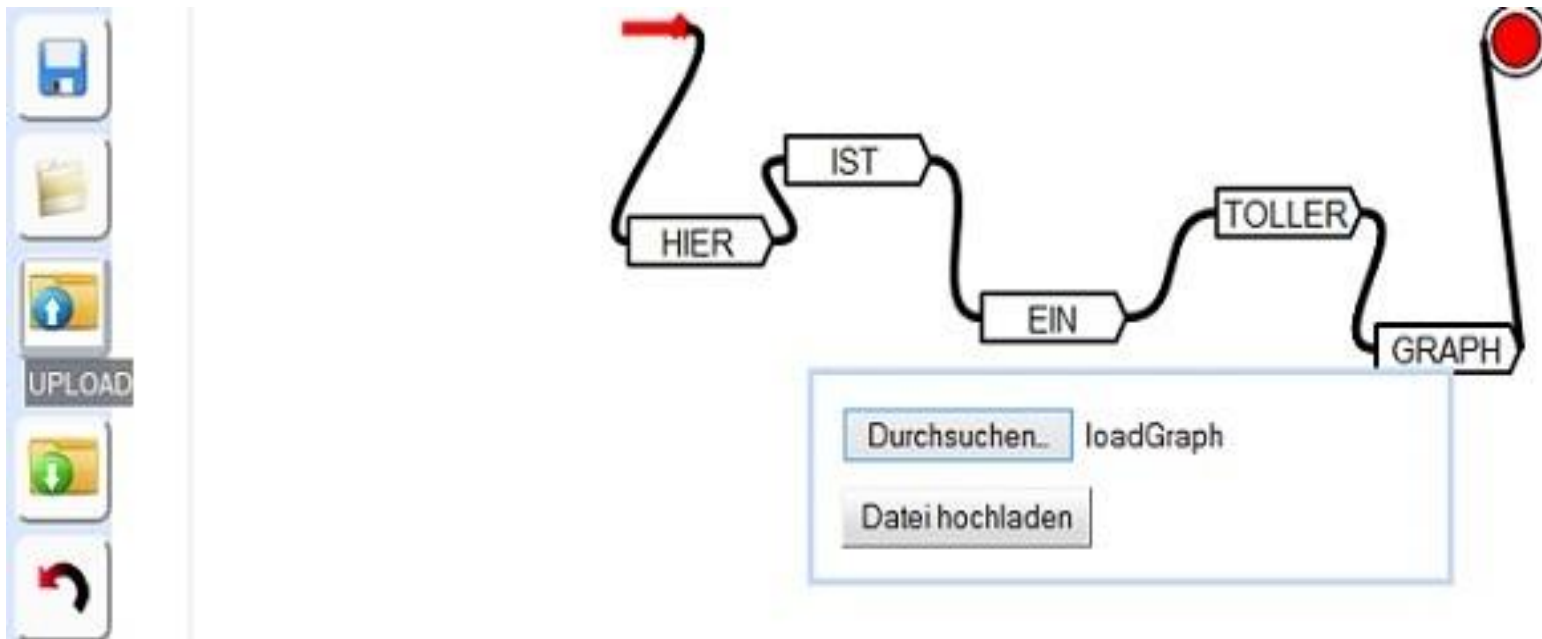 IST
HIER
TOLLER
EIN
GRAPH
UPLOAD
Durchsuchen... loadGraph
Datei hochladen